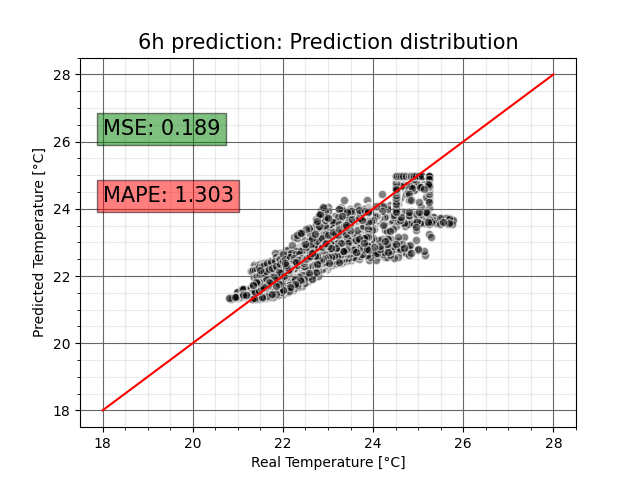 6h prediction: Prediction distribution
28
26
24
22
20
18
MSE: 0.189
MAPE: 1.303
Predicted Temperature [°C]
18
20
22
24
26
28
Real Temperature [°C]